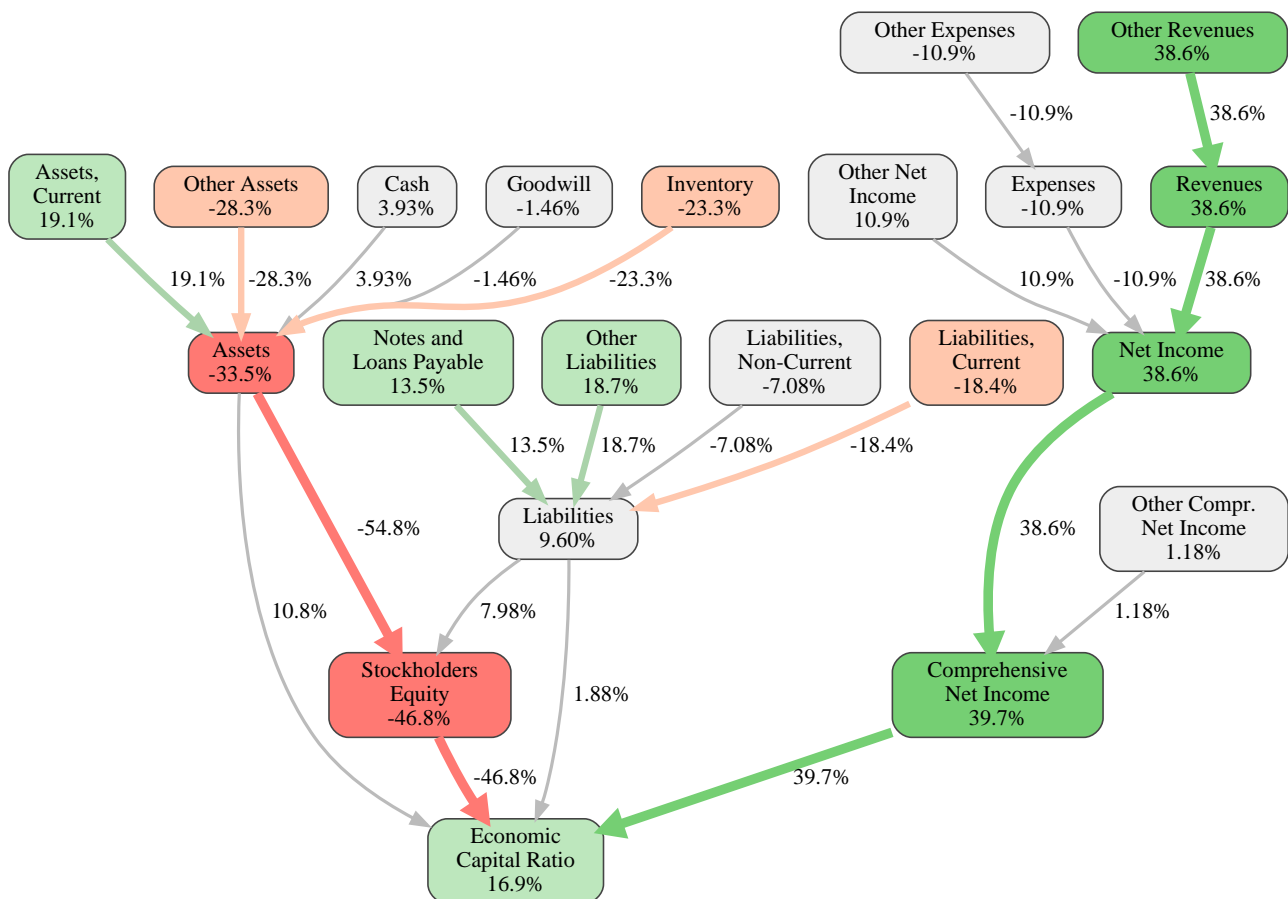 Other Expenses
-10.9%
Other Revenues
38.6%
-10.9%
38.6%
Assets,
Current
19.1%
Other Assets
-28.3%
Cash
3.93%
Goodwill
-1.46%
Inventory
-23.3%
Other Net
Income
10.9%
Expenses
-10.9%
Revenues
38.6%
19.1%
-28.3%
3.93%
-1.46%
-23.3%
10.9%
-10.9%
38.6%
Assets
-33.5%
Notes and
Loans Payable
13.5%
Other
Liabilities
18.7%
Liabilities,
Non-Current
-7.08%
Liabilities,
Current
-18.4%
Net Income
38.6%
13.5%
18.7%
-7.08%
-18.4%
Liabilities
9.60%
-54.8%
38.6%
Other Compr.
Net Income
1.18%
10.8%
7.98%
1.88%
1.18%
Stockholders
Equity
-46.8%
Comprehensive
Net Income
39.7%
-46.8%
39.7%
Economic
Capital Ratio
16.9%